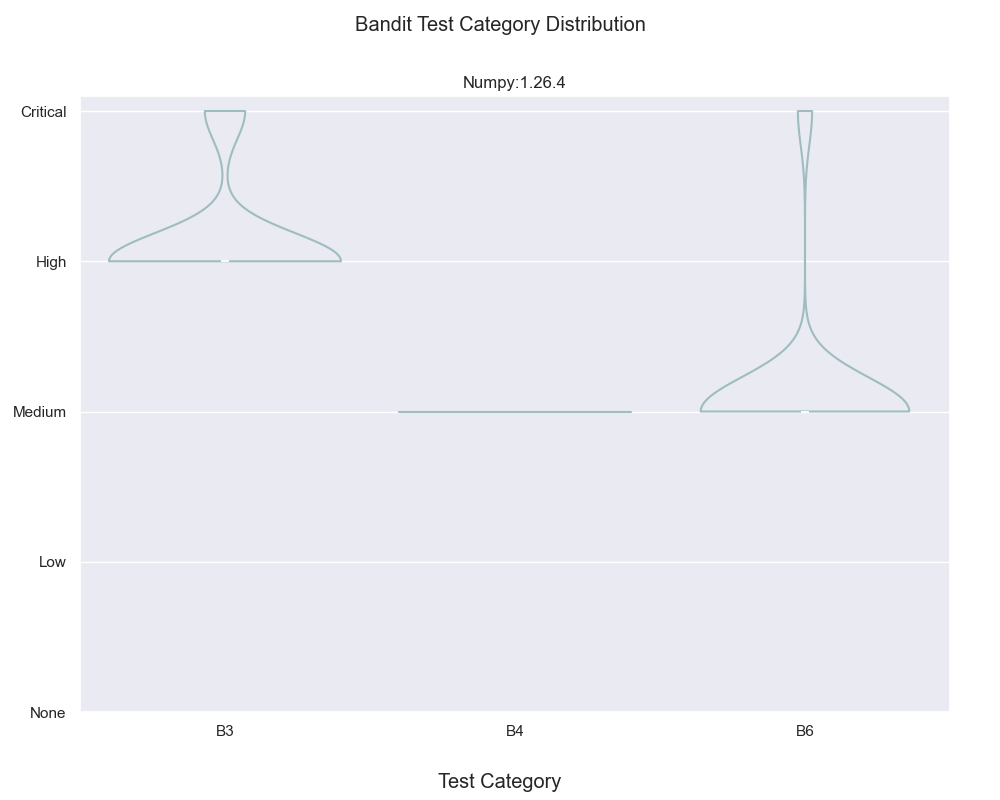 Bandit Test Category Distribution
Numpy:1.26.4
Critical
High
Medium
Low
None
B3 B4 B6
Test Category